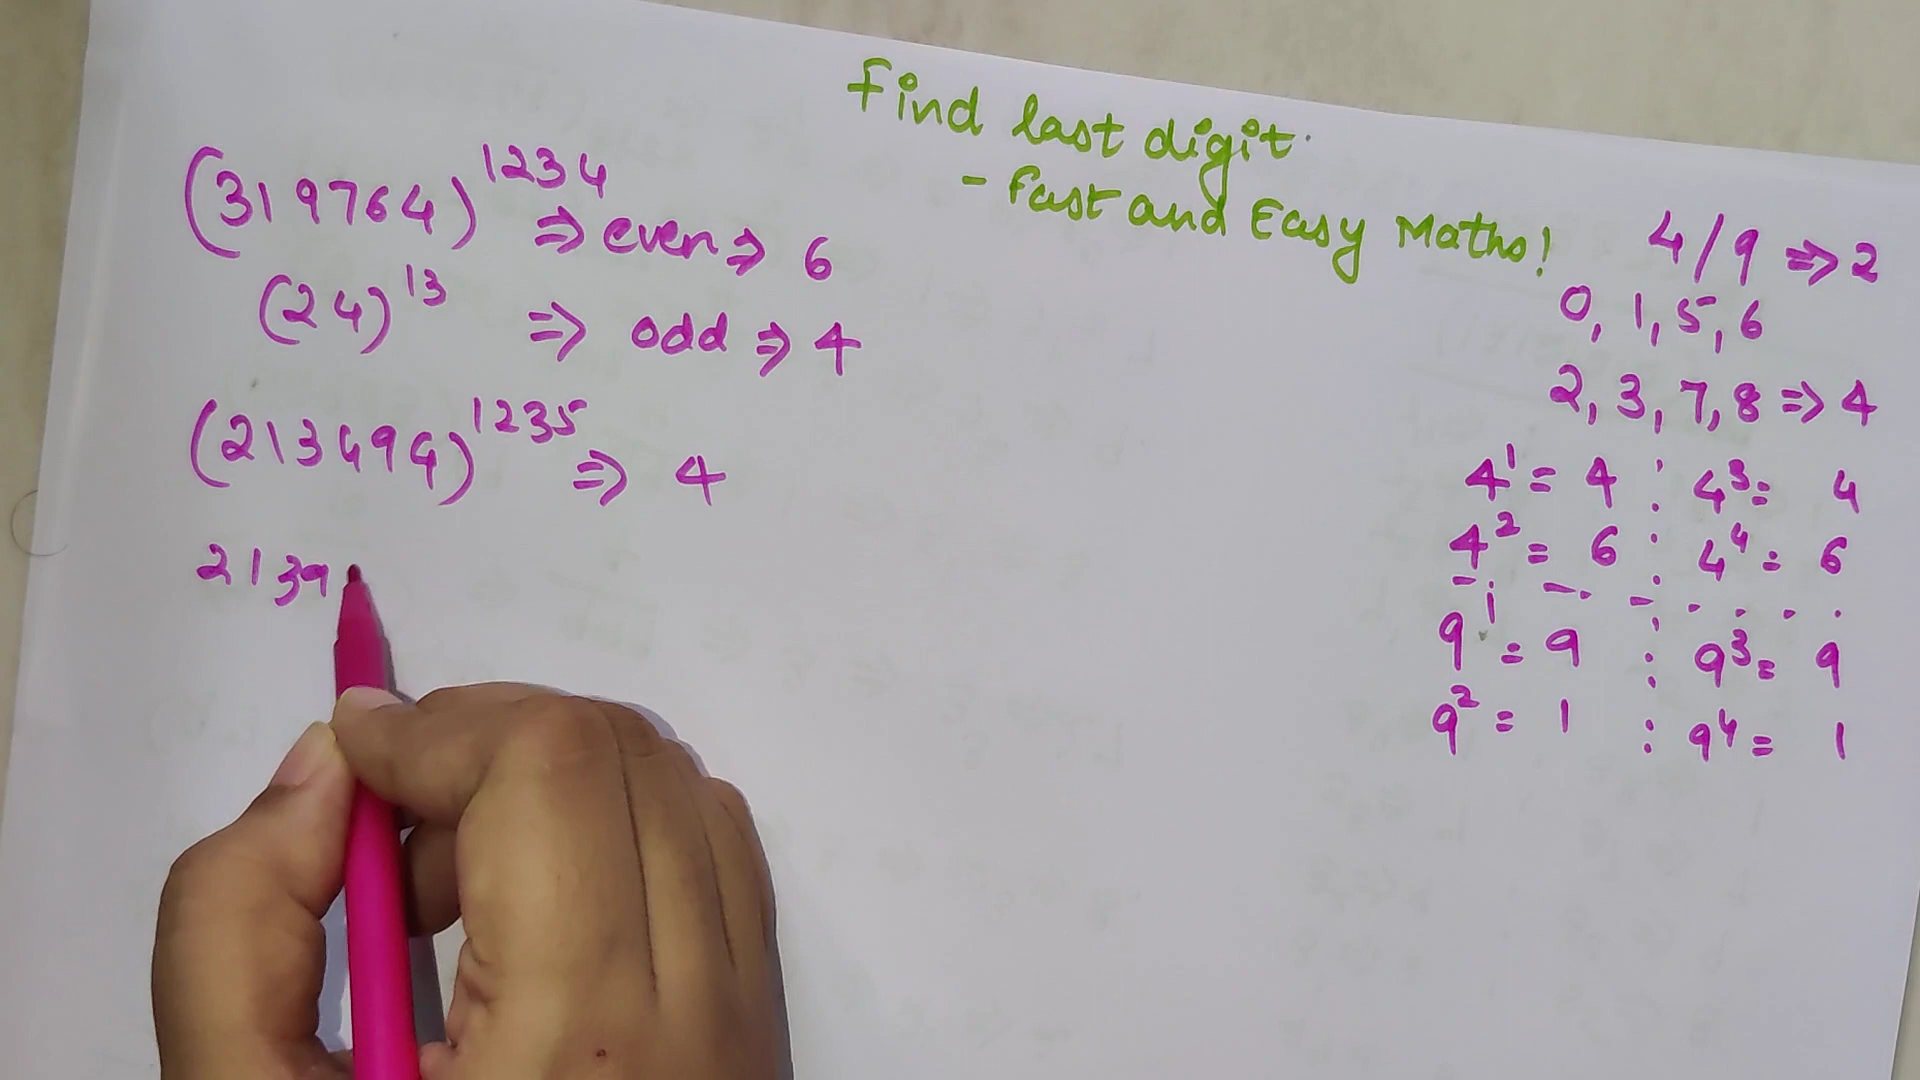 Find last digit.
- Fast and Easy Maths!
(319764)^1234 => even => 6
(24)^13 => odd => 4
(213494)^1235 => 4
2139
4/9 => 2
0, 1, 5, 6
2, 3, 7, 8 => 4
4^1 = 4 : 4^3 = 4
4^2 = 6 : 4^4 = 6
9^1 = 9 : 9^3 = 9
9^2 = 1 : 9^4 = 1